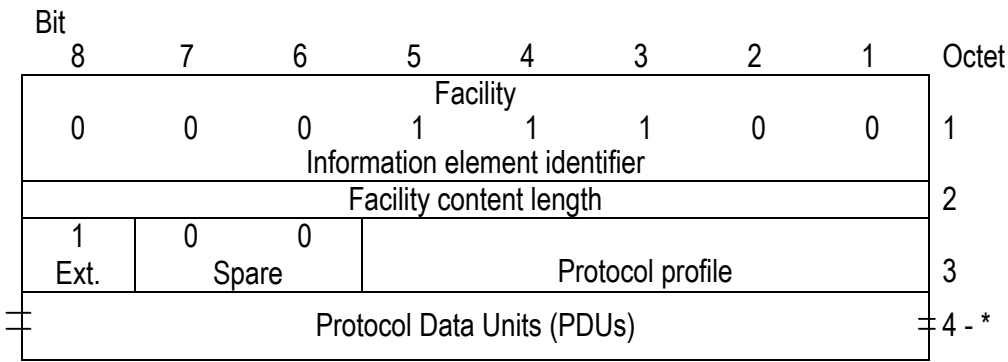 Bit
8 7 6 5 4 3 2 1 Octet
Facility
0 0 0 1 1 1 0 0 1
Information element identifier
Facility content length 2
1 0 0
Ext. Spare Protocol profile 3
Protocol Data Units (PDUs) 4 - *